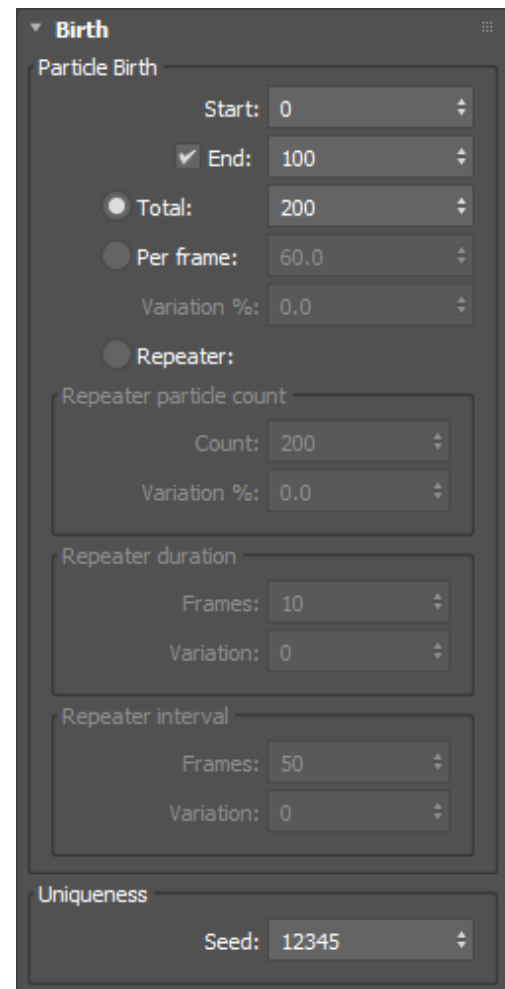 Birth
Particle Birth
Start: 0
End: 100
Total: 200
Per frame: 60.0
Variation %: 0.0
Repeater:
Repeater particle count
Count: 200
Variation %: 0.0
Repeater duration
Frames: 10
Variation: 0
Repeater interval
Frames: 50
Variation: 0
Uniqueness
Seed: 12345